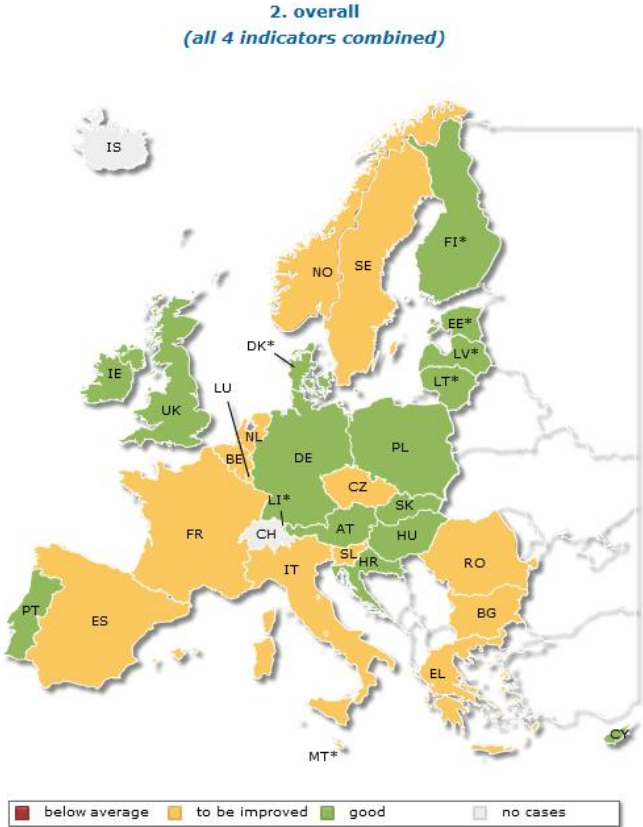 2. overall
(all 4 indicators combined)
IS
NO
SE
FI*
EE*
DK*
LV*
IE
LT*
LU
UK
NL
PL
BE
DE
CZ
LI*
SK
FR
CH
AT
HU
SL
HR
RO
IT
PT
ES
BG
EL
CY
MT*
below average to be improved good no cases